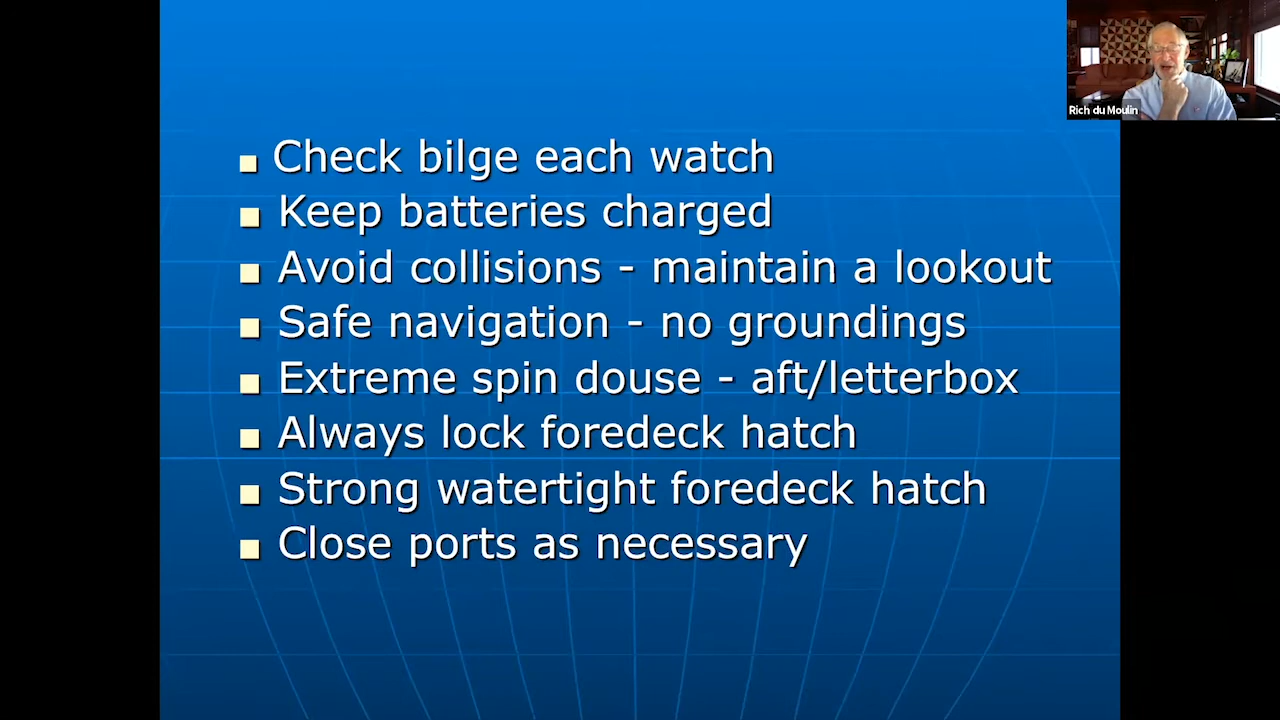 Check bilge each watch
Keep batteries charged
Avoid collisions - maintain a lookout
Safe navigation - no groundings
Extreme spin douse - aft/letterbox
Always lock foredeck hatch
Strong watertight foredeck hatch
Close ports as necessary
Rich du Moulin